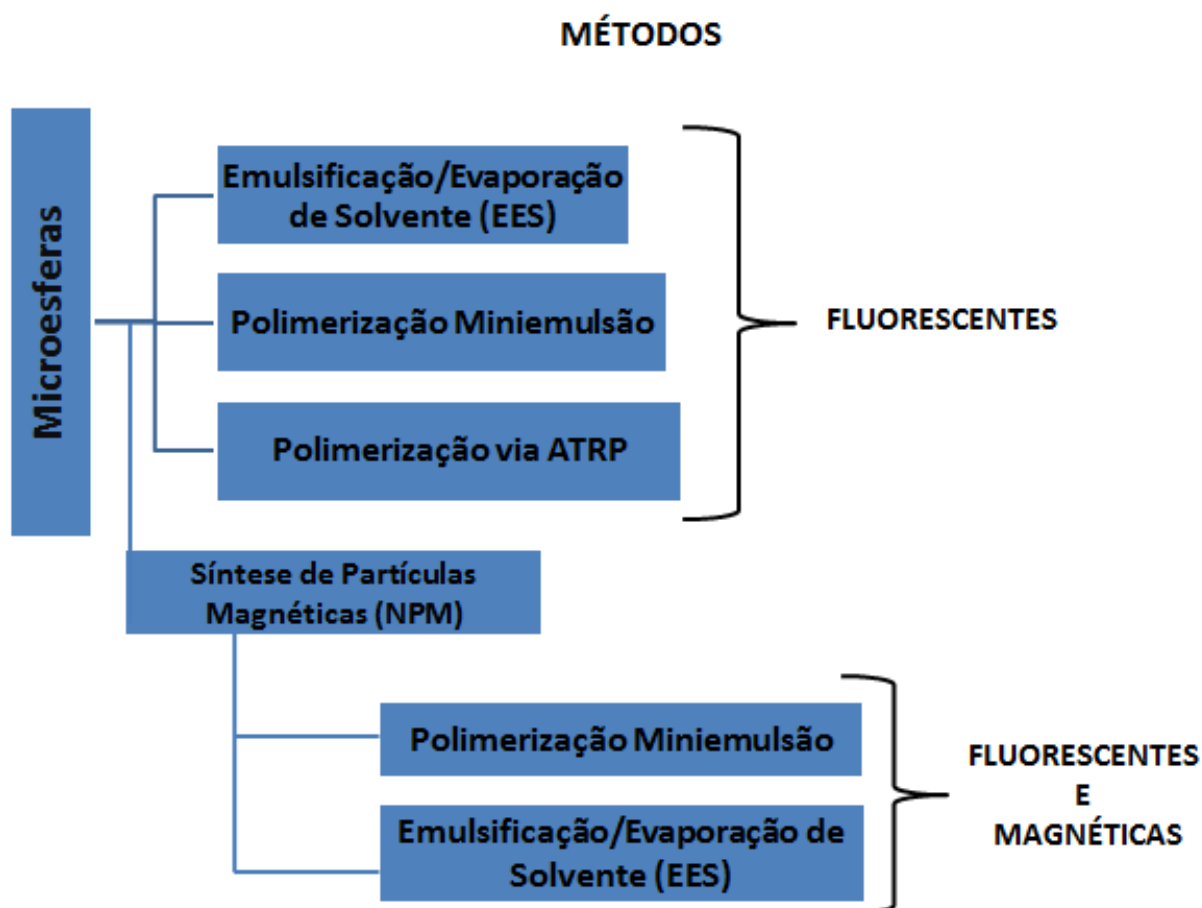 MÉTODOS
Microesferas
Emulsificação/Evaporação
de Solvente (EES)
Polimerização Miniemulsão
Polimerização via ATRP
FLUORESCENTES
Síntese de Partículas
Magnéticas (NPM)
Polimerização Miniemulsão
Emulsificação/Evaporação de
Solvente (EES)
FLUORESCENTES
E
MAGNÉTICAS